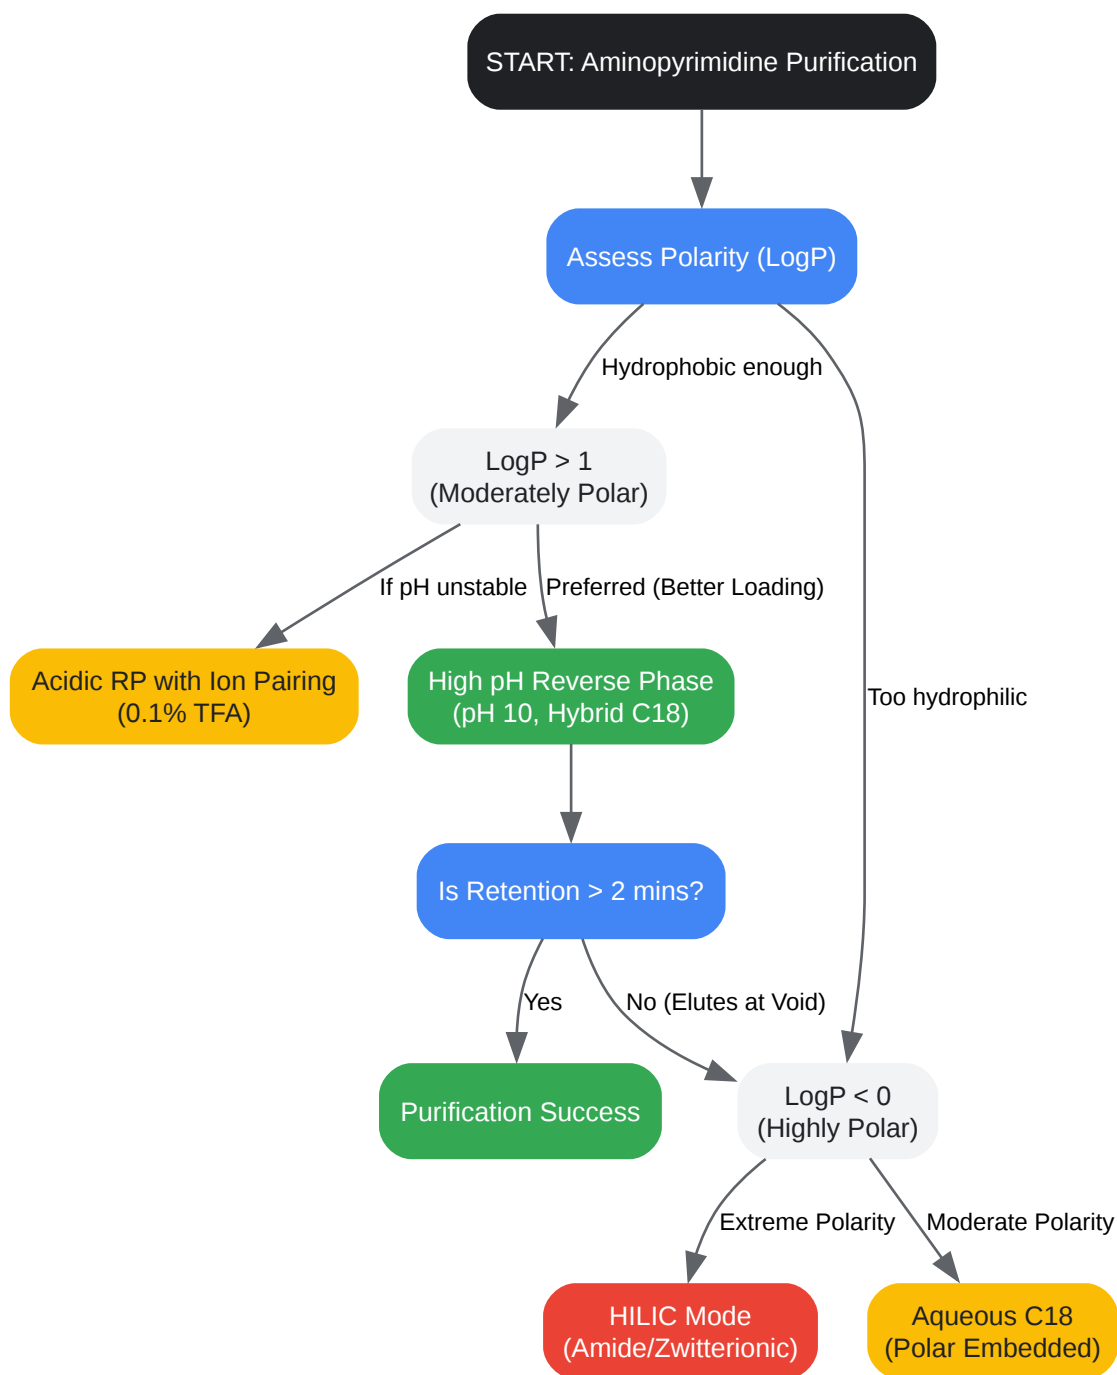 START: Aminopyrimidine Purification
Assess Polarity (LogP)
Hydrophobic enough
LogP > 1
(Moderately Polar)
If pH unstable
Preferred (Better Loading)
Acidic RP with Ion Pairing
(0.1% TFA)
High pH Reverse Phase
(pH 10, Hybrid C18)
Too hydrophilic
Is Retention > 2 mins?
Yes
No (Elutes at Void)
Purification Success
LogP < 0
(Highly Polar)
Extreme Polarity
Moderate Polarity
HILIC Mode
(Amide/Zwitterionic)
Aqueous C18
(Polar Embedded)